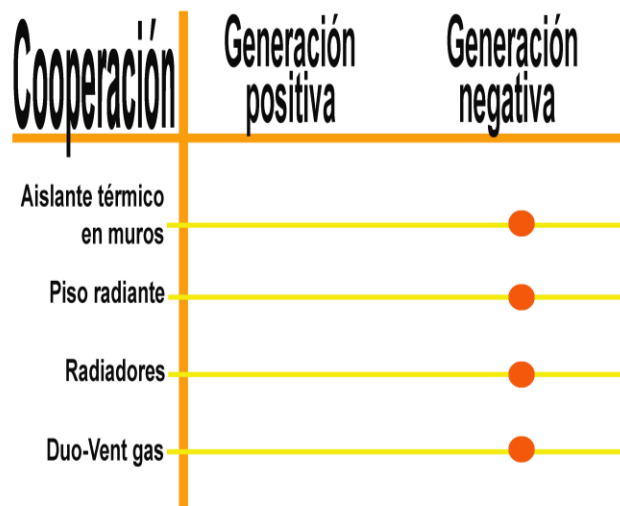 Cooperación
Generación
positiva
Generación
negativa
Aislante térmico
en muros
Piso radiante
Radiadores
Duo-Vent gas